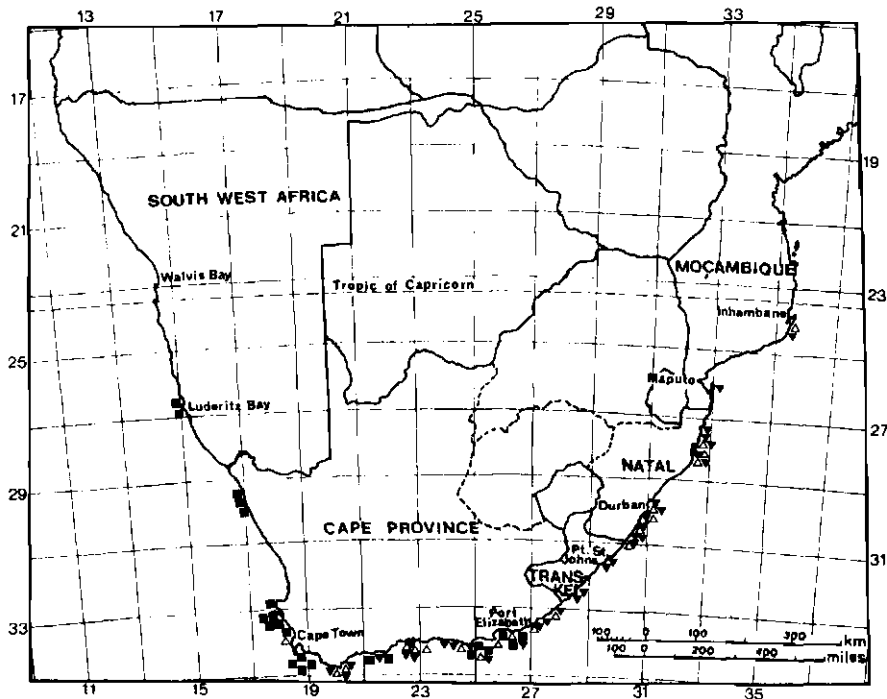 13 21 25 29 31 33
17
19
SOUTH WEST AFRICA
21
MOÇAMBIQUE
Walvis Bay
Tropic of Capricorn
23
Inhambane
25
Maputo
Luderitz Bay
27
NATAL
29
Durban
CAPE PROVINCE
31
Pt. St.
Johns
TRANS-
KEI
Port
Elizabeth
33
Cape Town
100 0 100 300
km
100 0 200 400
miles
11 15 17 19 21 23 25 27 31 35